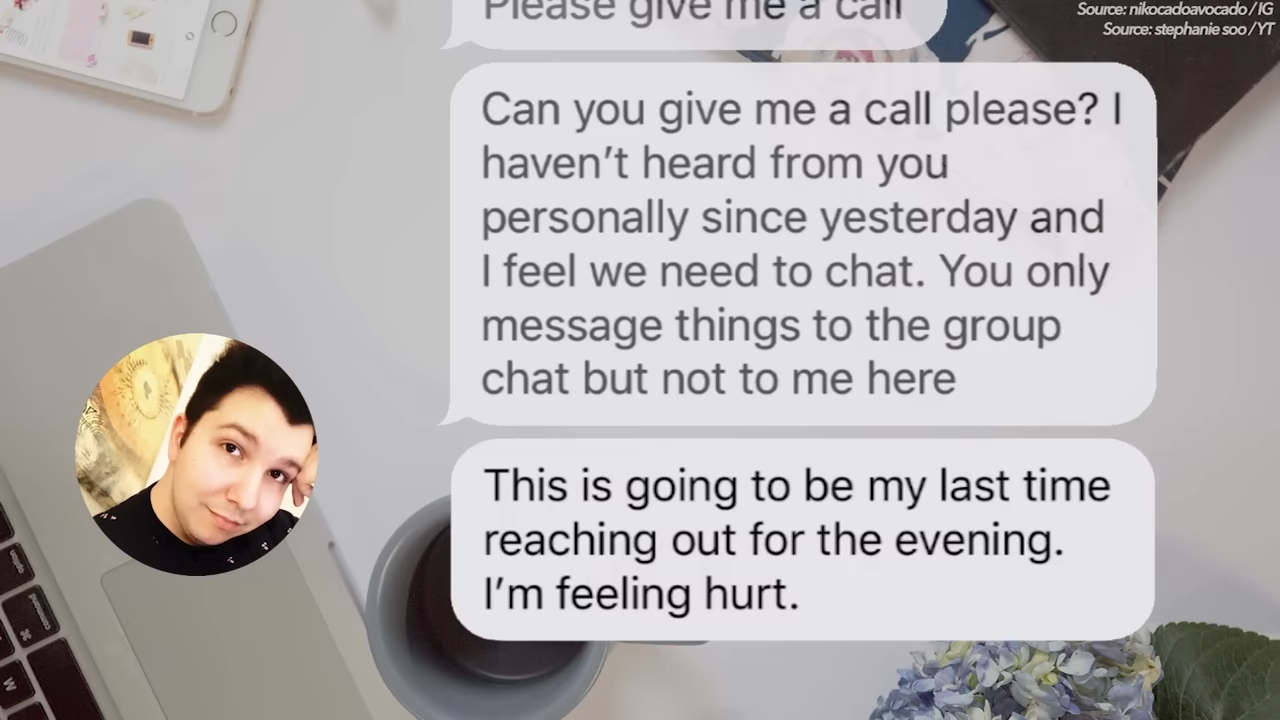 Please give me a call
Source: nikocadoavocado / IG
Source: stephanie soo / YT
Can you give me a call please? I
haven't heard from you
personally since yesterday and
I feel we need to chat. You only
message things to the group
chat but not to me here
This is going to be my last time
reaching out for the evening.
I'm feeling hurt.
option
command
W